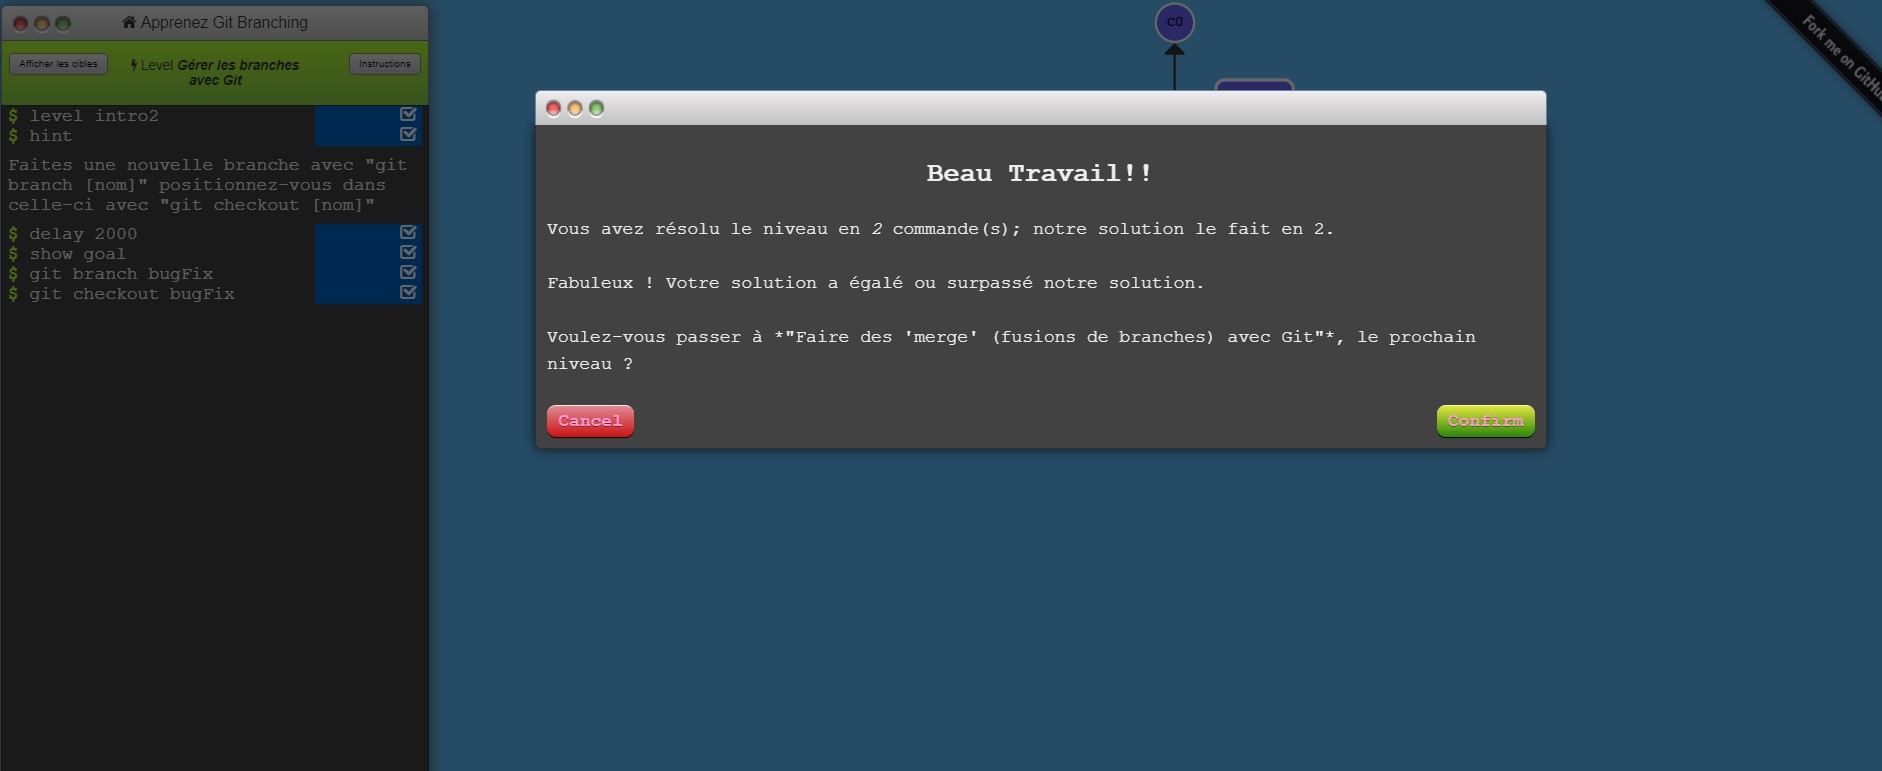 Apprenez Git Branching
Afficher les cibles
Level Gérer les branches
avec Git
Instructions
$ level intro2
$ hint
Faites une nouvelle branche avec "git
branch [nom]" positionnez-vous dans
celle-ci avec "git checkout [nom]"
$ delay 2000
$ show goal
$ git branch bugFix
$ git checkout bugFix
C0
Fork me on GitHub
Beau Travail!!
Vous avez résolu le niveau en 2 commande(s); notre solution le fait en 2.
Fabuleux ! Votre solution a égalé ou surpassé notre solution.
Voulez-vous passer à *"Faire des 'merge' (fusions de branches) avec Git"*, le prochain
niveau ?
Cancel
Confirm